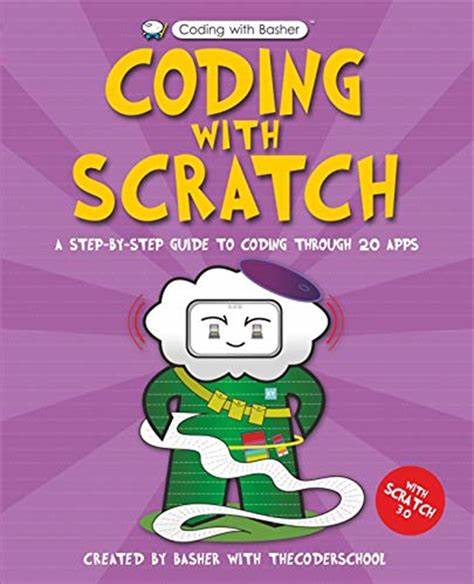 Coding with Basher™
CODING
WITH
SCRATCH
A STEP-BY-STEP GUIDE TO CODING THROUGH 20 APPS
WITH
SCRATCH
3.0
CREATED BY BASHER WITH THECODERSCHOOL